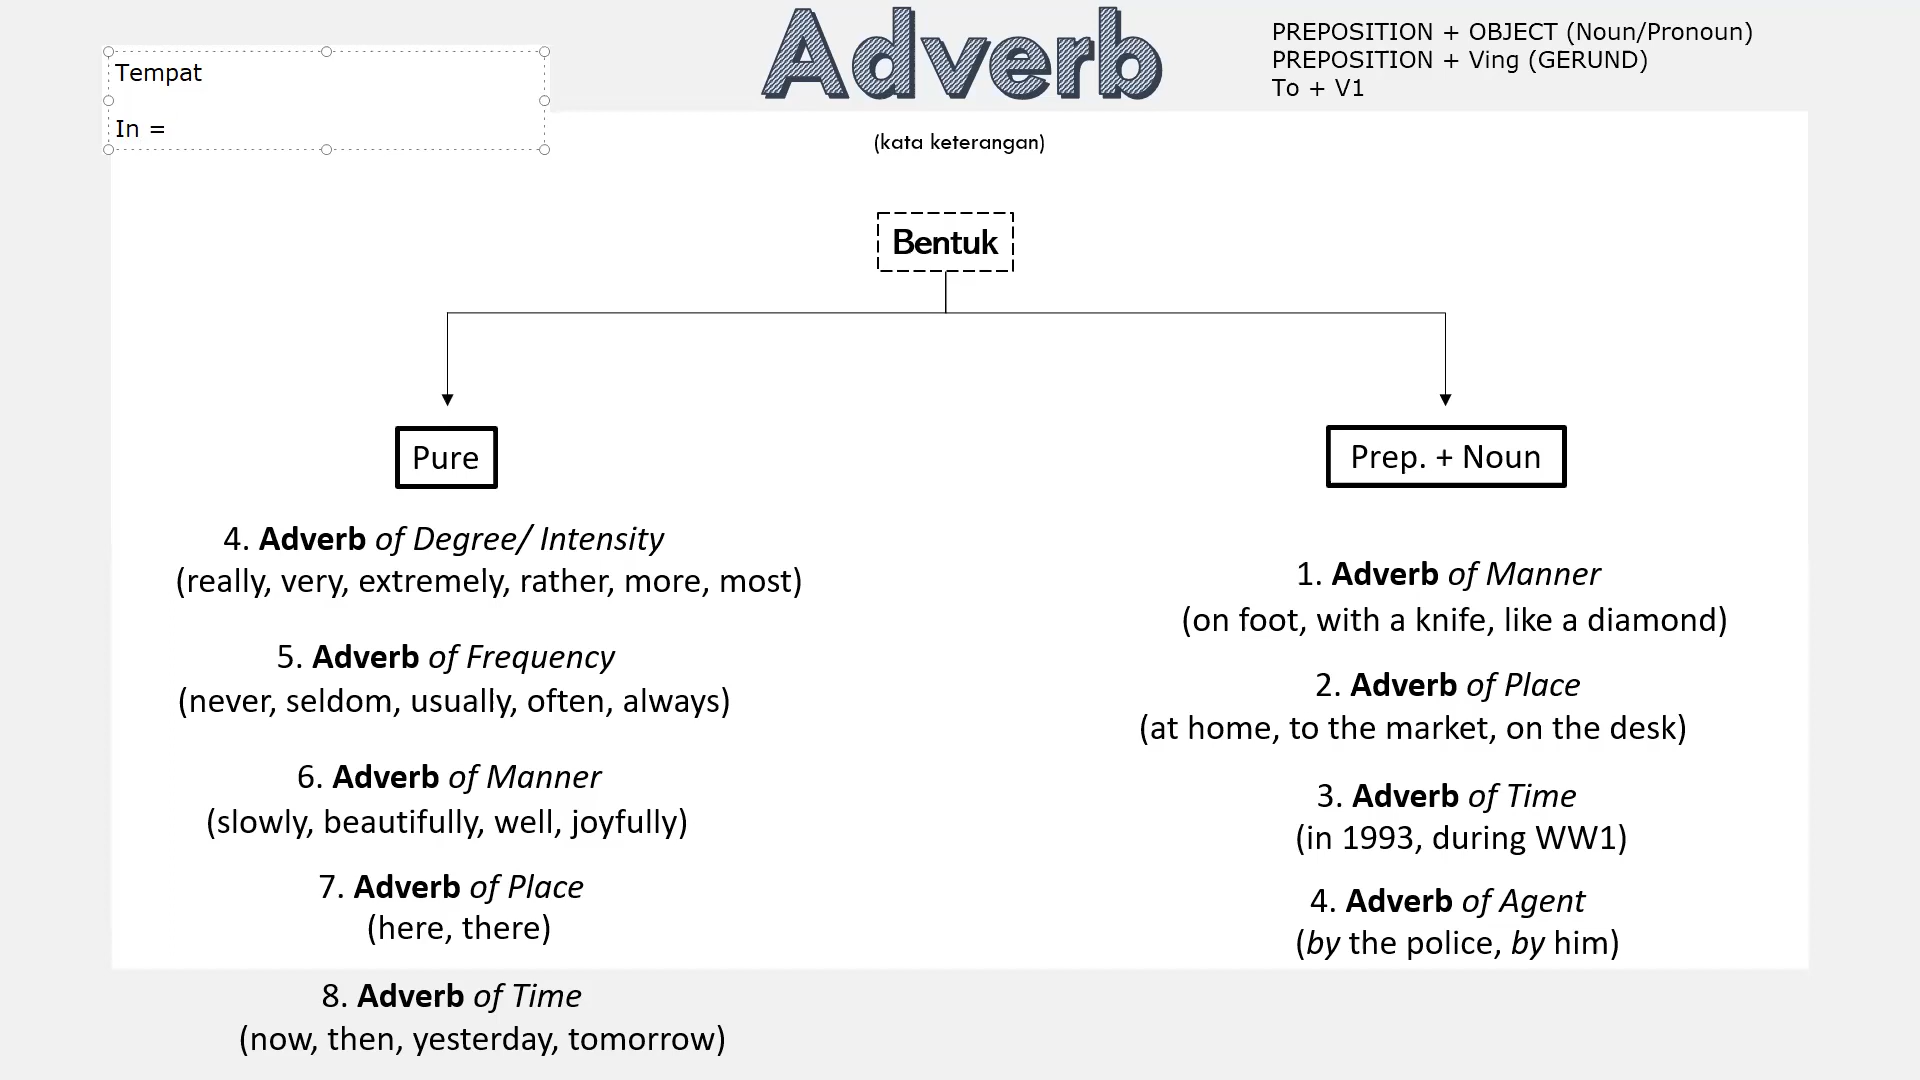 Adverb
PREPOSITION + OBJECT (Noun/Pronoun)
PREPOSITION + Ving (GERUND)
To + V1
Tempat
In =
(kata keterangan)
Bentuk
Pure
4. Adverb of Degree/ Intensity
(really, very, extremely, rather, more, most)
5. Adverb of Frequency
(never, seldom, usually, often, always)
6. Adverb of Manner
(slowly, beautifully, well, joyfully)
7. Adverb of Place
(here, there)
8. Adverb of Time
(now, then, yesterday, tomorrow)
Prep. + Noun
1. Adverb of Manner
(on foot, with a knife, like a diamond)
2. Adverb of Place
(at home, to the market, on the desk)
3. Adverb of Time
(in 1993, during WW1)
4. Adverb of Agent
(by the police, by him)